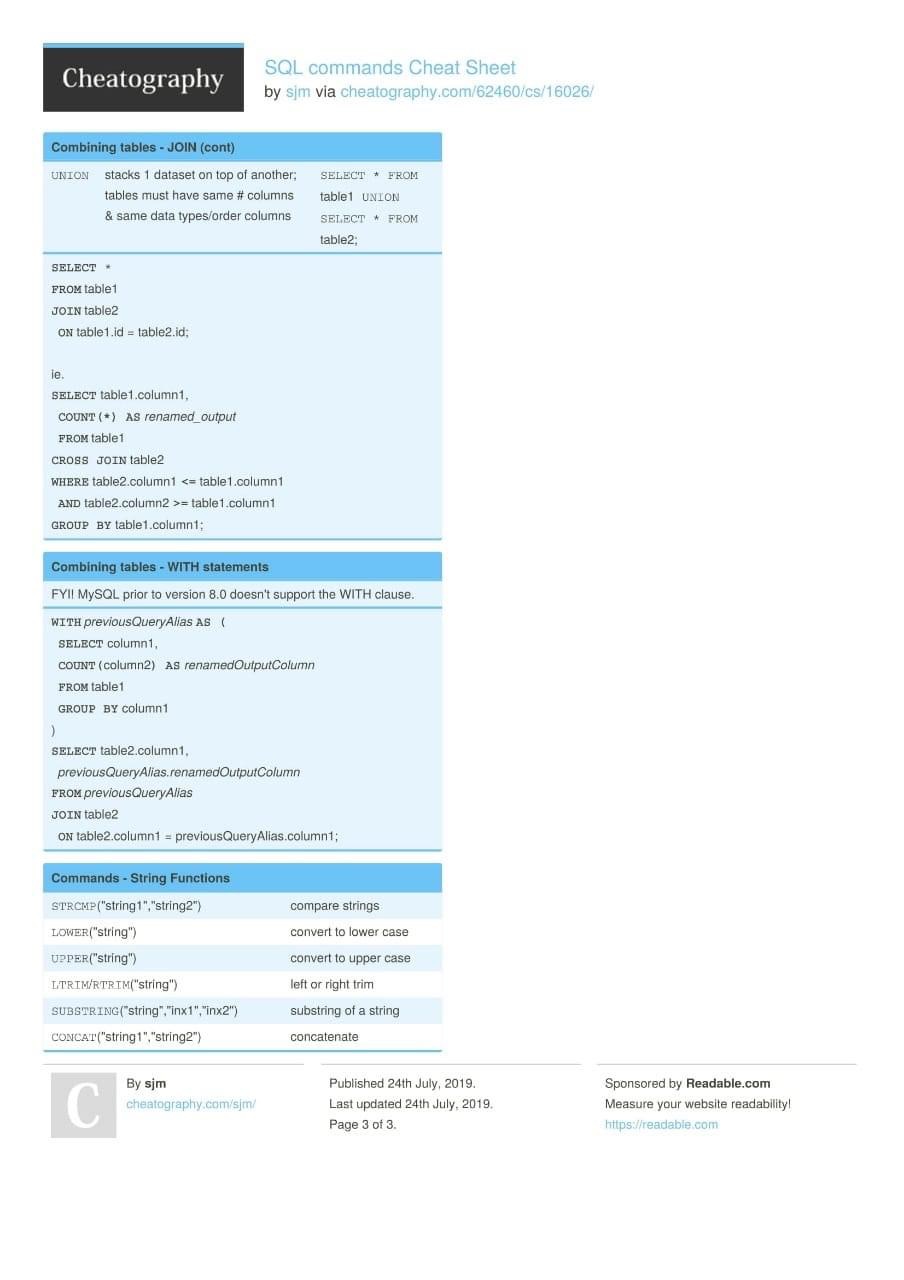 Cheatography
SQL commands Cheat Sheet
by sjm via cheatography.com/62460/cs/16026/
Combining tables - JOIN (cont)
UNION stacks 1 dataset on top of another; SELECT * FROM
tables must have same # columns table1 UNION
& same data types/order columns SELECT * FROM
table2;
SELECT *
FROM table1
JOIN table2
ON table1.id = table2.id;
ie.
SELECT table1.column1,
COUNT(*) AS renamed_output
FROM table1
CROSS JOIN table2
WHERE table2.column1 <= table1.column1
AND table2.column2 >= table1.column1
GROUP BY table1.column1;
Combining tables - WITH statements
FYI! MySQL prior to version 8.0 doesn't support the WITH clause.
WITH previousQueryAlias AS (
SELECT column1,
COUNT(column2) AS renamedOutputColumn
FROM table1
GROUP BY column1
)
SELECT table2.column1,
previousQueryAlias.renamedOutputColumn
FROM previousQueryAlias
JOIN table2
ON table2.column1 = previousQueryAlias.column1;
Commands - String Functions
STRCMP("string1","string2") compare strings
LOWER("string") convert to lower case
UPPER("string") convert to upper case
LTRIM/RTRIM("string") left or right trim
SUBSTRING("string","inx1","inx2") substring of a string
CONCAT("string1","string2") concatenate
C
By sjm
cheatography.com/sjm/
Published 24th July, 2019.
Last updated 24th July, 2019.
Page 3 of 3.
Sponsored by Readable.com
Measure your website readability!
https://readable.com